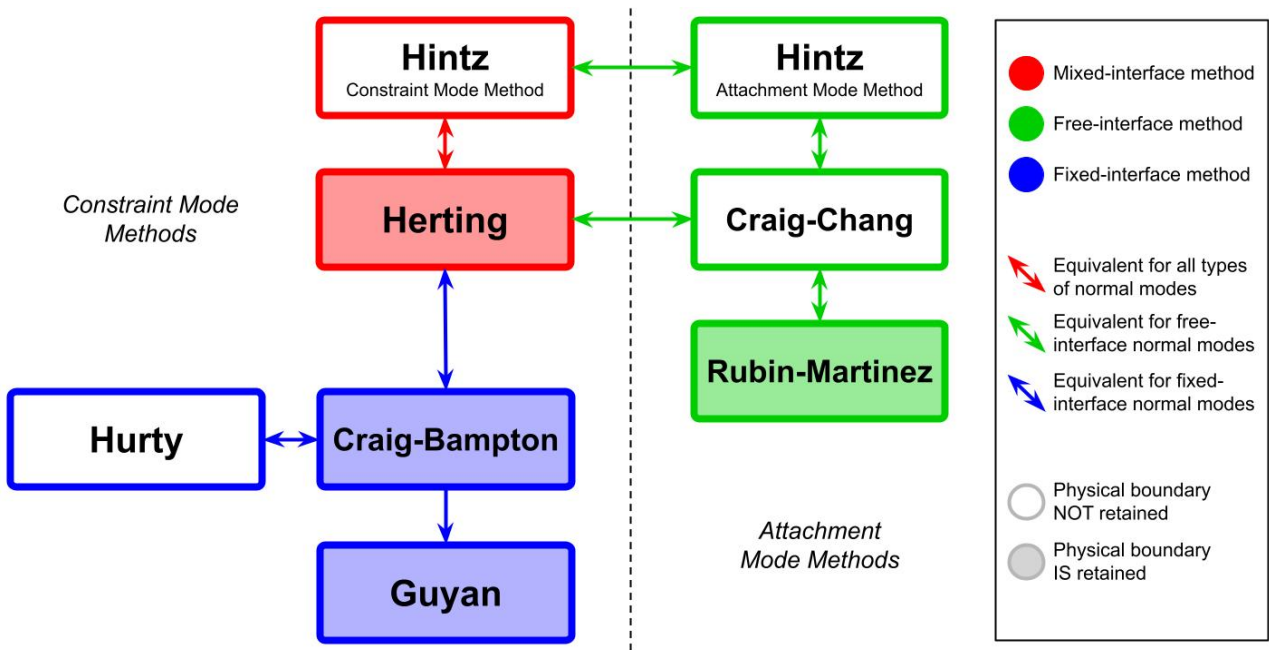 Hintz
Constraint Mode Method
Hintz
Attachment Mode Method
Constraint Mode
Methods
Herting
Craig-Chang
Rubin-Martinez
Hurty
Craig-Bampton
Guyan
Attachment
Mode Methods
Mixed-interface method
Free-interface method
Fixed-interface method
Equivalent for all types
of normal modes
Equivalent for free-
interface normal modes
Equivalent for fixed-
interface normal modes
Physical boundary
NOT retained
Physical boundary
IS retained